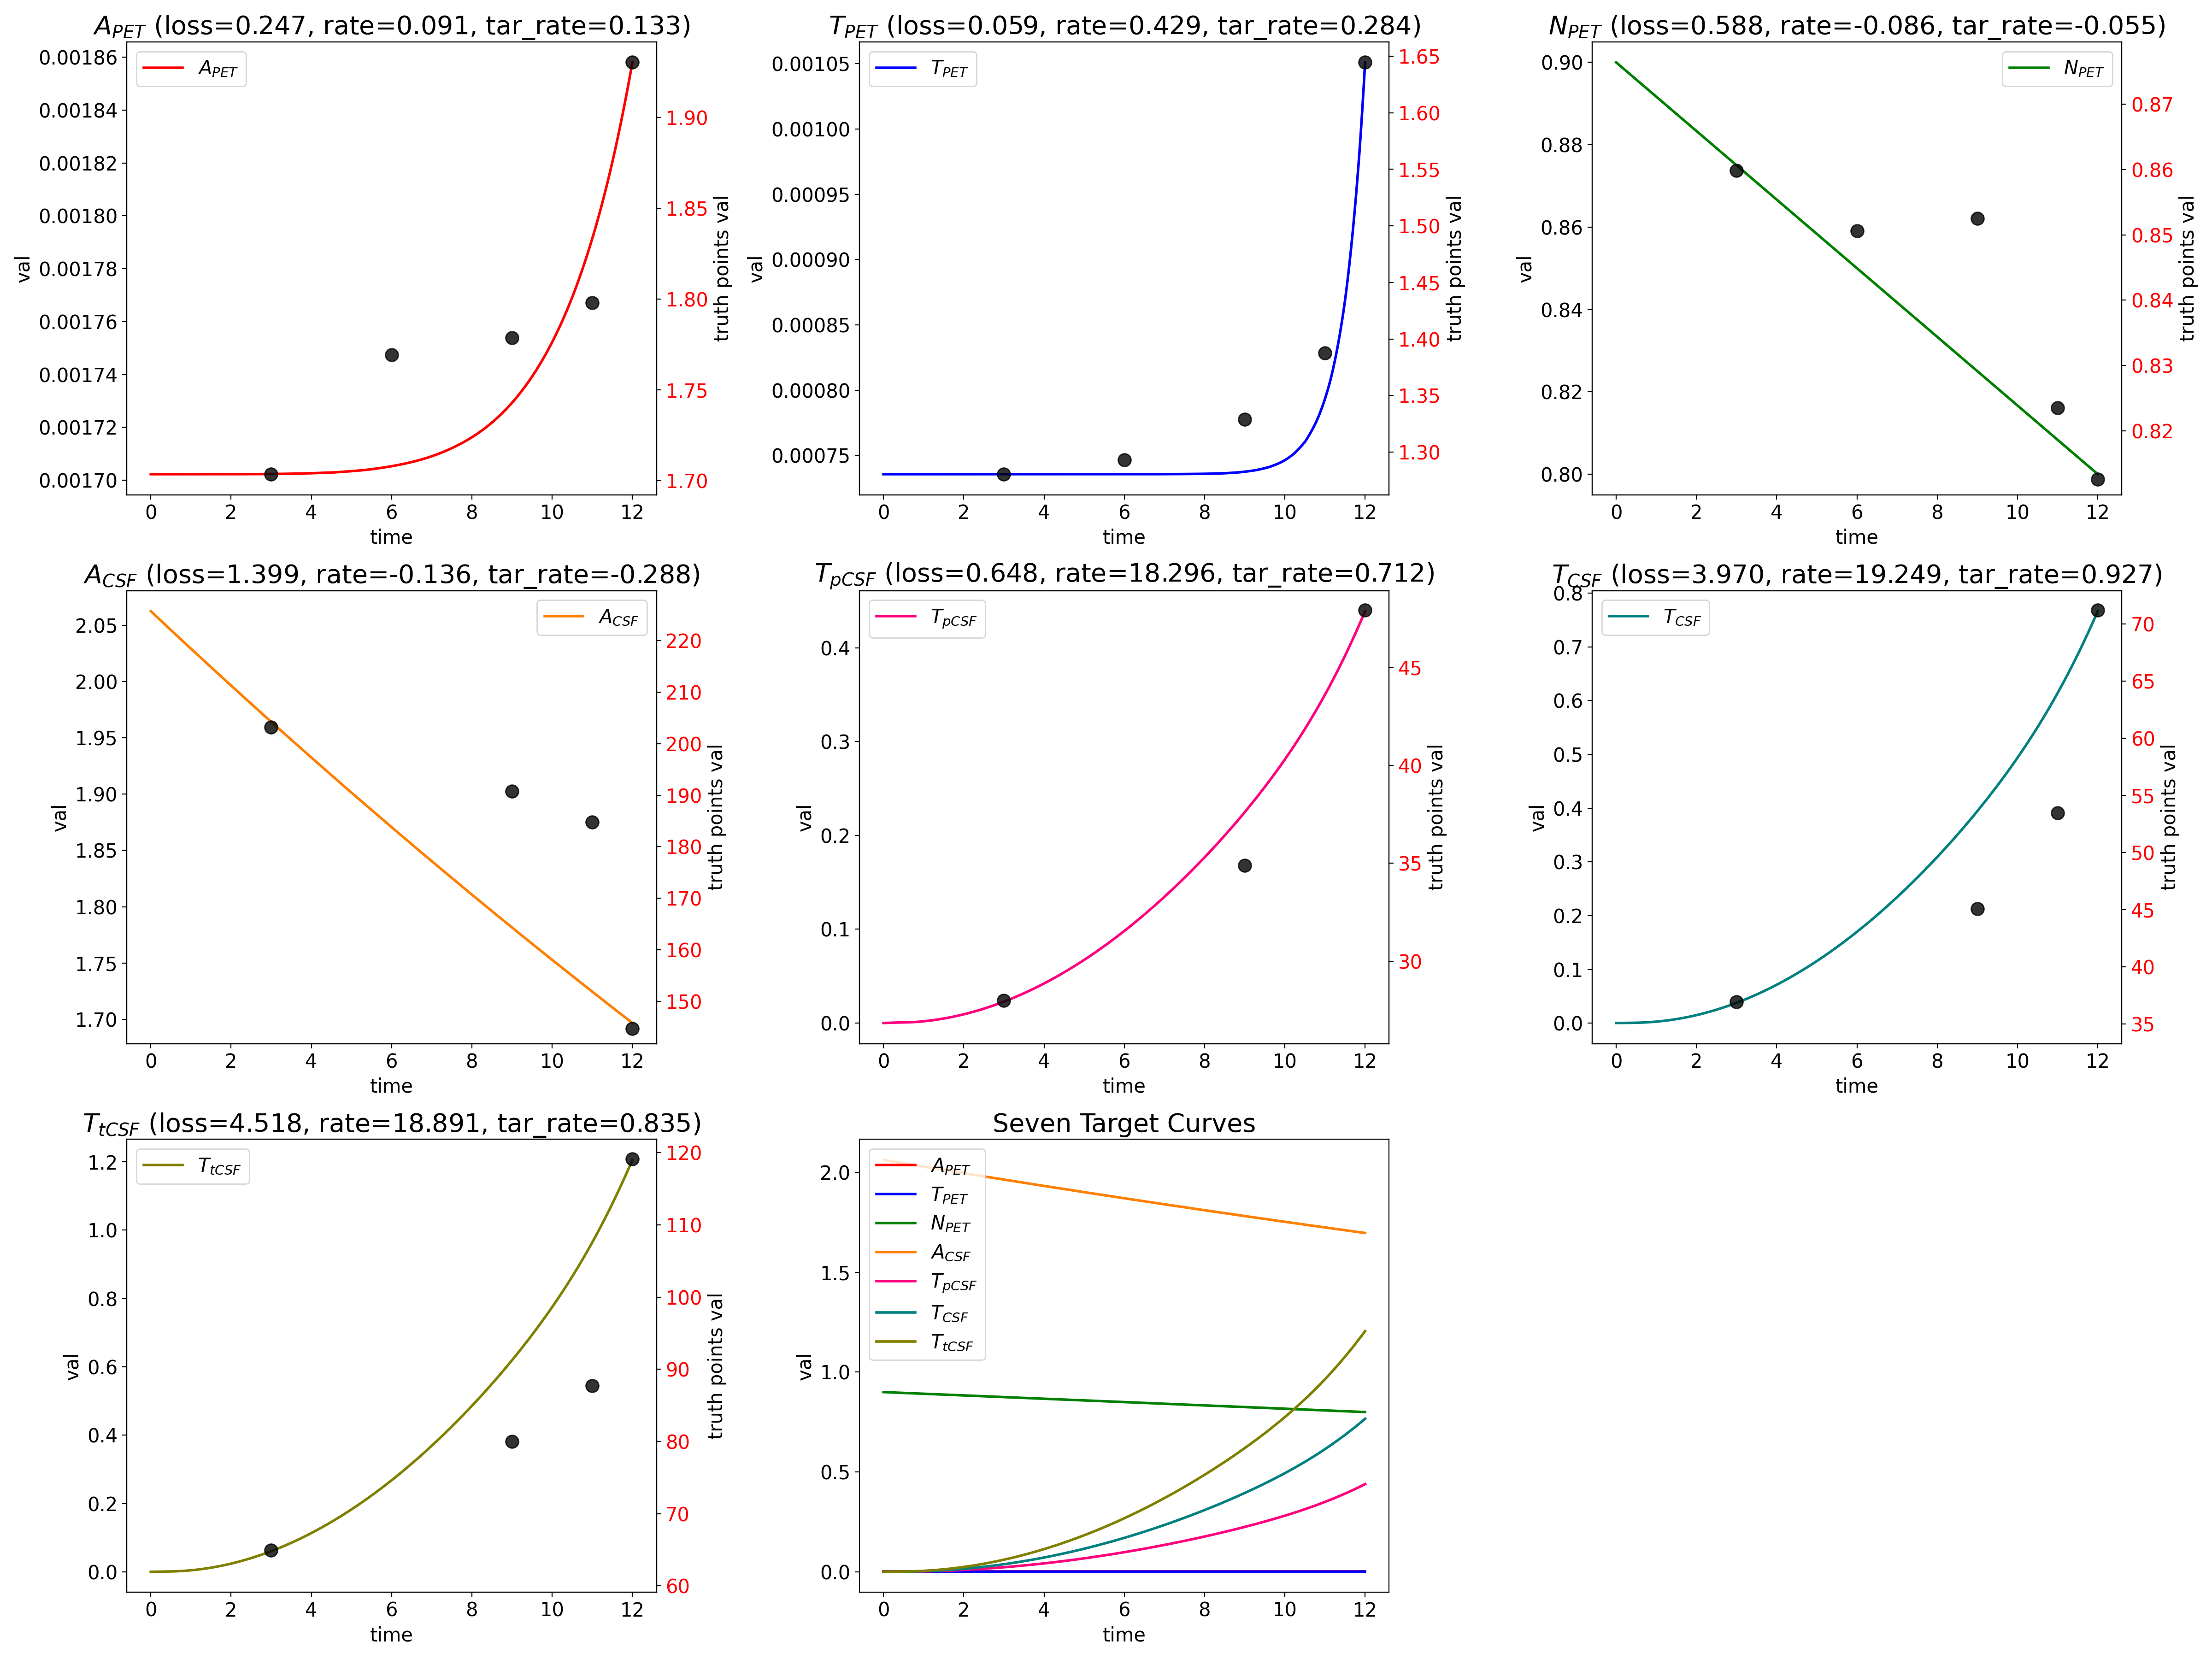 A_PET (loss=0.247, rate=0.091, tar_rate=0.133)
A_PET
0.00186
0.00184
0.00182
0.00180
0.00178
0.00176
0.00174
0.00172
0.00170
val
1.90
1.85
1.80
1.75
1.70
truth points val
0 2 4 6 8 10 12
time
T_PET (loss=0.059, rate=0.429, tar_rate=0.284)
T_PET
0.00105
0.00100
0.00095
0.00090
0.00085
0.00080
0.00075
val
1.65
1.60
1.55
1.50
1.45
1.40
1.35
1.30
truth points val
0 2 4 6 8 10 12
time
N_PET (loss=0.588, rate=-0.086, tar_rate=-0.055)
N_PET
0.90
0.88
0.86
0.84
0.82
0.80
val
0.87
0.86
0.85
0.84
0.83
0.82
truth points val
0 2 4 6 8 10 12
time
A_CSF (loss=1.399, rate=-0.136, tar_rate=-0.288)
A_CSF
2.05
2.00
1.95
1.90
1.85
1.80
1.75
1.70
val
220
210
200
190
180
170
160
150
truth points val
0 2 4 6 8 10 12
time
T_pCSF (loss=0.648, rate=18.296, tar_rate=0.712)
T_pCSF
0.4
0.3
0.2
0.1
0.0
val
45
40
35
30
truth points val
0 2 4 6 8 10 12
time
T_CSF (loss=3.970, rate=19.249, tar_rate=0.927)
T_CSF
0.8
0.7
0.6
0.5
0.4
0.3
0.2
0.1
0.0
val
70
65
60
55
50
45
40
35
truth points val
0 2 4 6 8 10 12
time
T_tCSF (loss=4.518, rate=18.891, tar_rate=0.835)
T_tCSF
1.2
1.0
0.8
0.6
0.4
0.2
0.0
val
120
110
100
90
80
70
60
truth points val
0 2 4 6 8 10 12
time
Seven Target Curves
A_PET
T_PET
N_PET
A_CSF
T_pCSF
T_CSF
T_tCSF
2.0
1.5
1.0
0.5
0.0
val
0 2 4 6 8 10 12
time